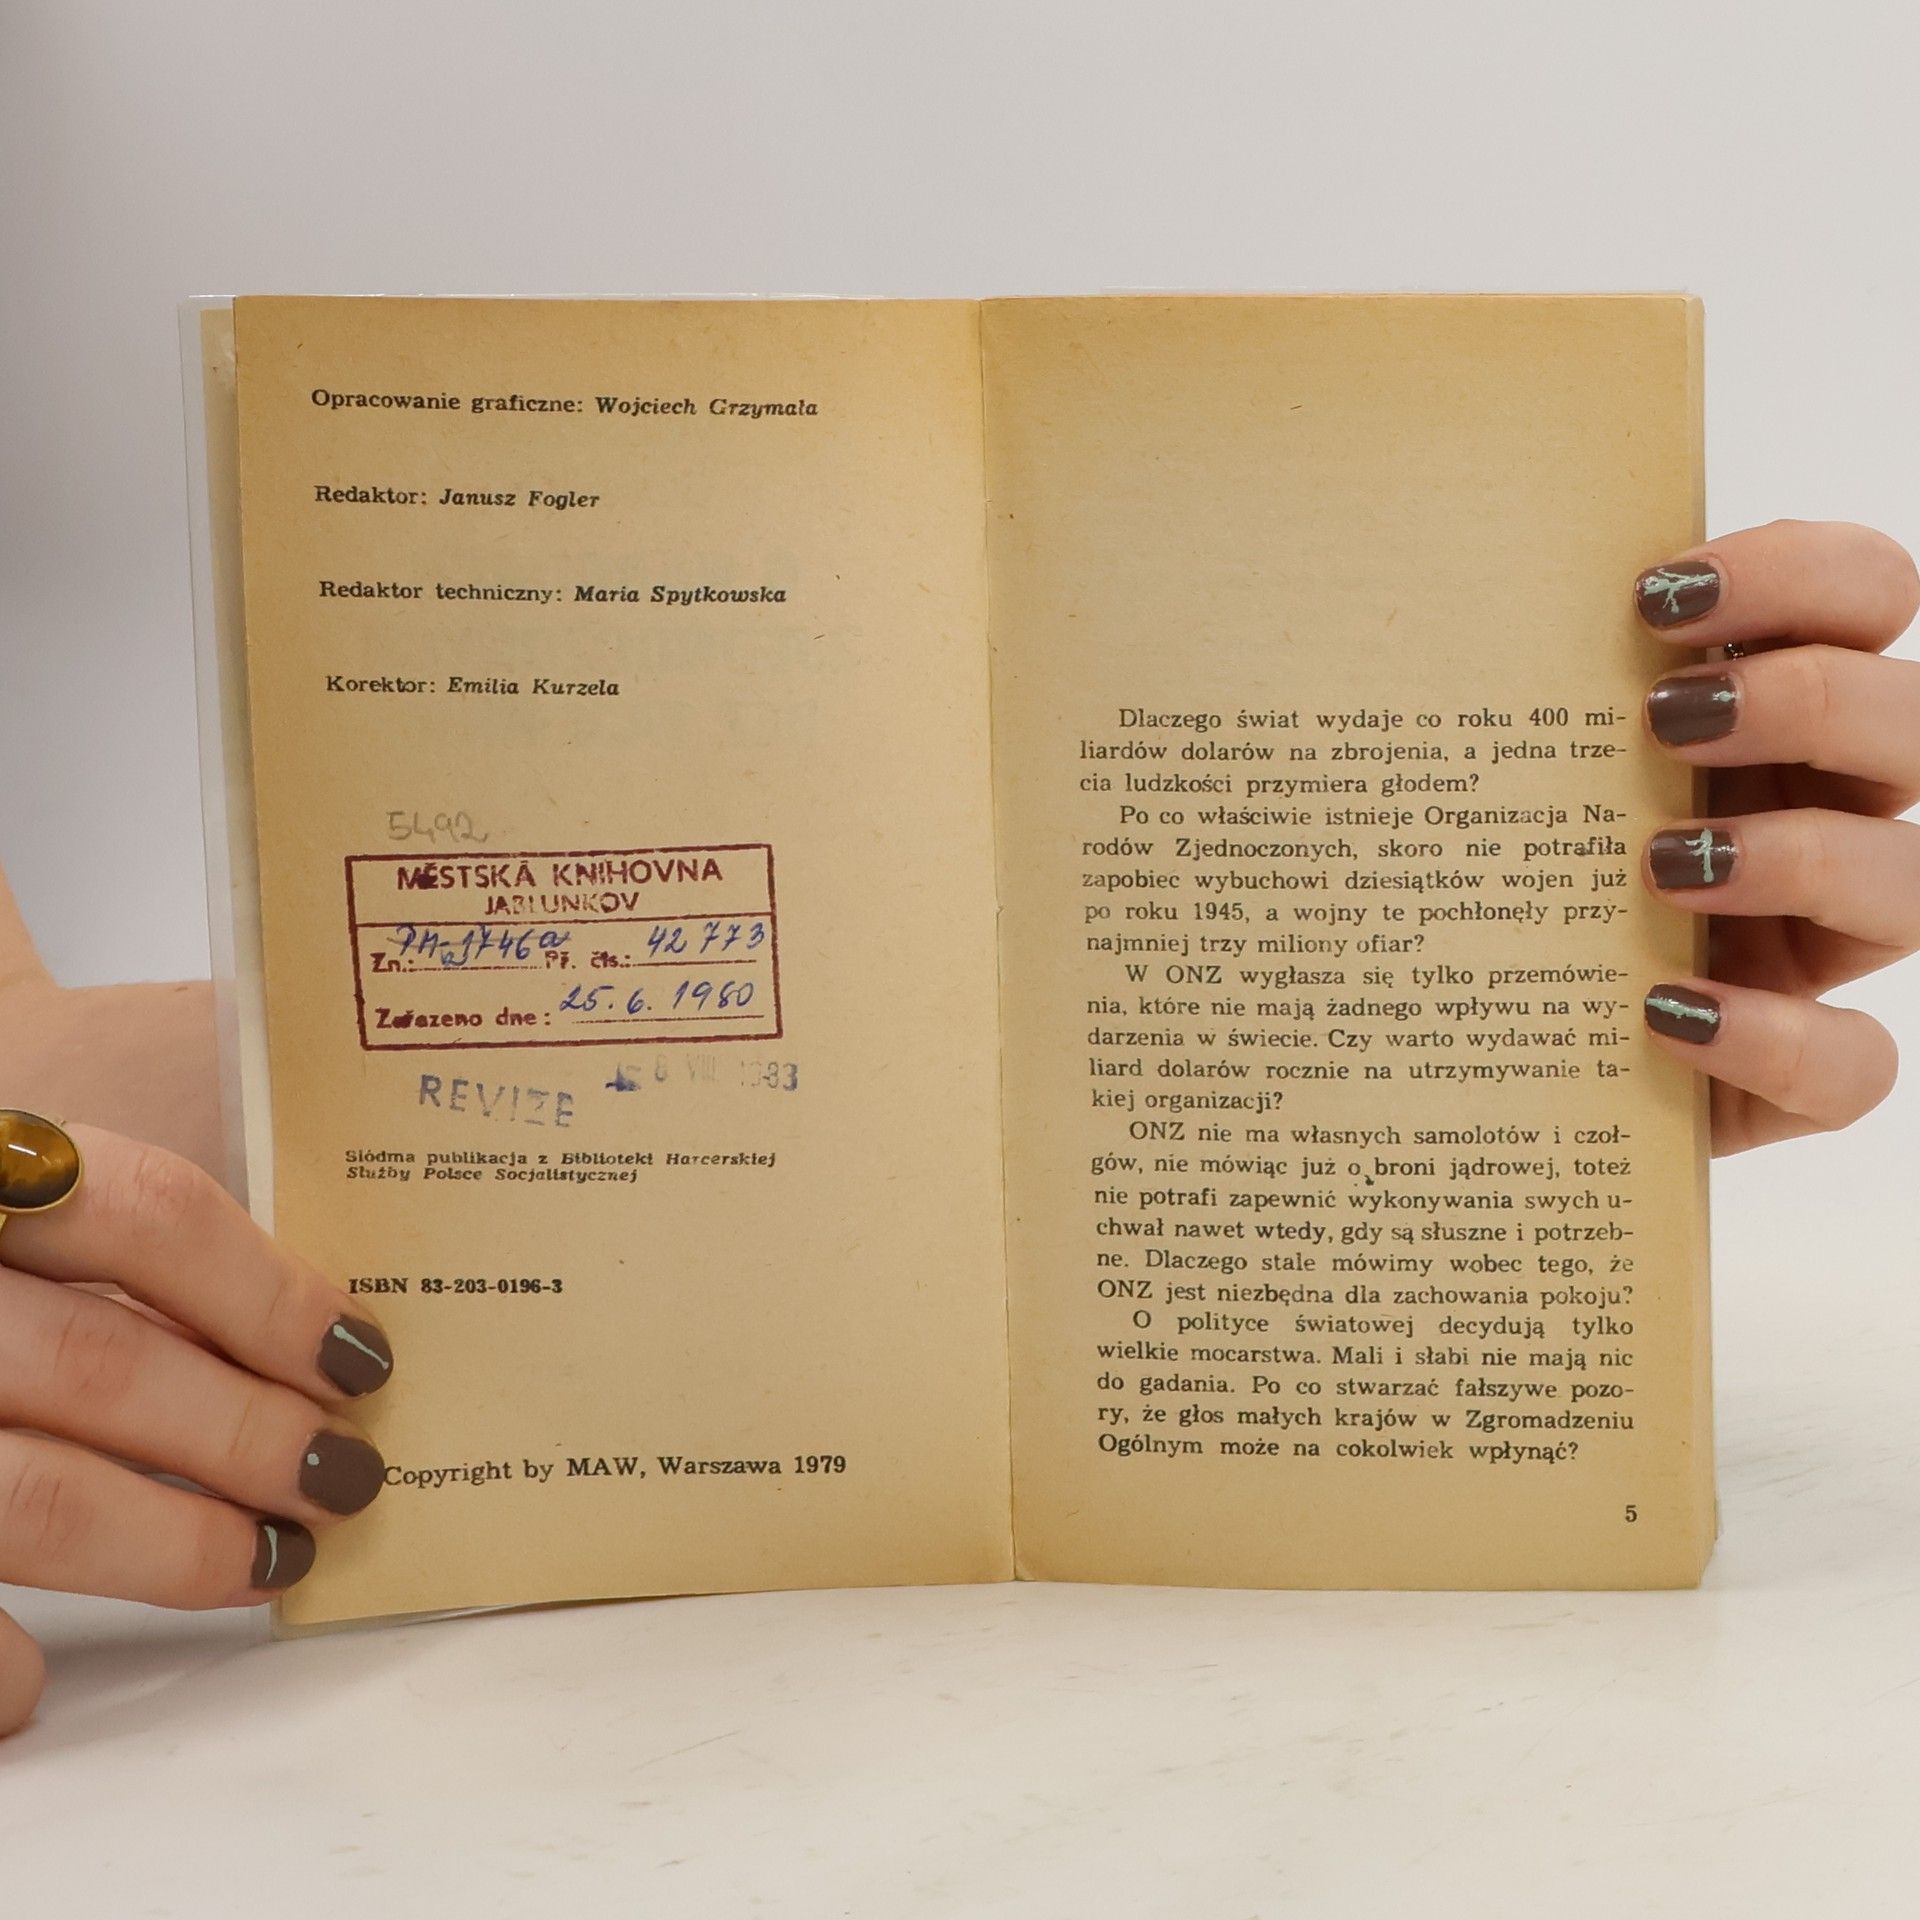 Opracowanie graficzne: Wojciech Grzymała
Redaktor: Janusz Fogler
Redaktor techniczny: Maria Spytkowska
Korektor: Emilia Kurzela
5492
MĚSTSKÁ KNIHOVNA
JABLUNKOV
Zn.: PH-1746a Př. čís.: 42 773
Zařazeno dne: 25. 6. 1980
REVIZE 8 VIII 1983
Siódma publikacja z Biblioteki Harcerskiej
Służby Polsce Socjalistycznej
ISBN 83-203-0196-3
Copyright by MAW, Warszawa 1979
Dlaczego świat wydaje co roku 400 mi-
liardów dolarów na zbrojenia, a jedna trze-
cia ludzkości przymiera głodem?
Po co właściwie istnieje Organizacja Na-
rodów Zjednoczonych, skoro nie potrafiła
zapobiec wybuchowi dziesiątków wojen już
po roku 1945, a wojny te pochłonęły przy-
najmniej trzy miliony ofiar?
W ONZ wygłasza się tylko przemówie-
nia, które nie mają żadnego wpływu na wy-
darzenia w świecie. Czy warto wydawać mi-
liard dolarów rocznie na utrzymywanie ta-
kiej organizacji?
ONZ nie ma własnych samolotów i czoł-
gów, nie mówiąc już o broni jądrowej, toteż
nie potrafi zapewnić wykonywania swych u-
chwał nawet wtedy, gdy są słuszne i potrzeb-
ne. Dlaczego stale mówimy wobec tego, że
ONZ jest niezbędna dla zachowania pokoju?
O polityce światowej decydują tylko
wielkie mocarstwa. Mali i słabi nie mają nic
do gadania. Po co stwarzać fałszywe pozo-
ry, że głos małych krajów w Zgromadzeniu
Ogólnym może na cokolwiek wpłynąć?
5